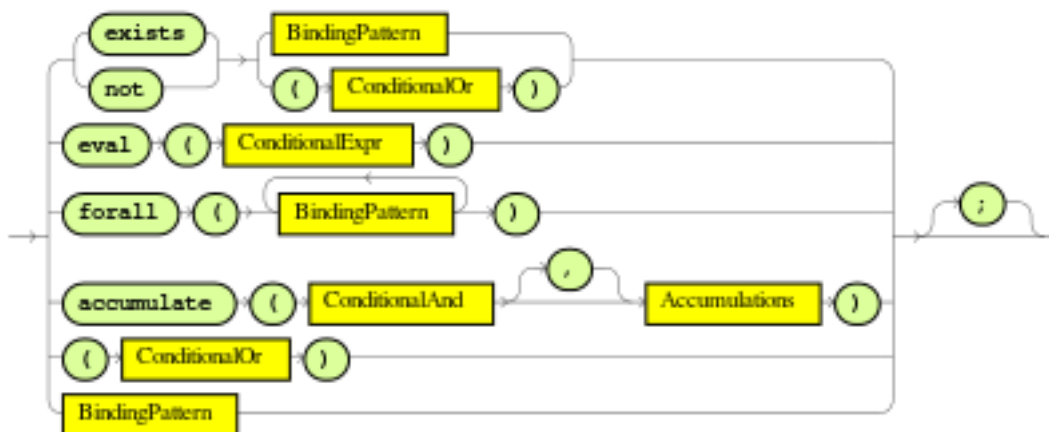 exists BindingPattern
not ( ConditionalOr )
eval ( ConditionalExpr )
forall ( BindingPattern ) ;
accumulate ( ConditionalAnd , Accumulations )
( ConditionalOr )
BindingPattern